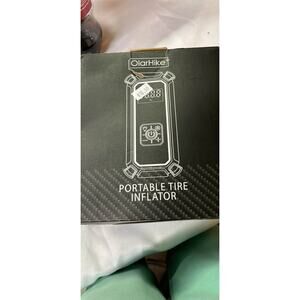 OlarHike
PORTABLE TIRE
INFLATOR